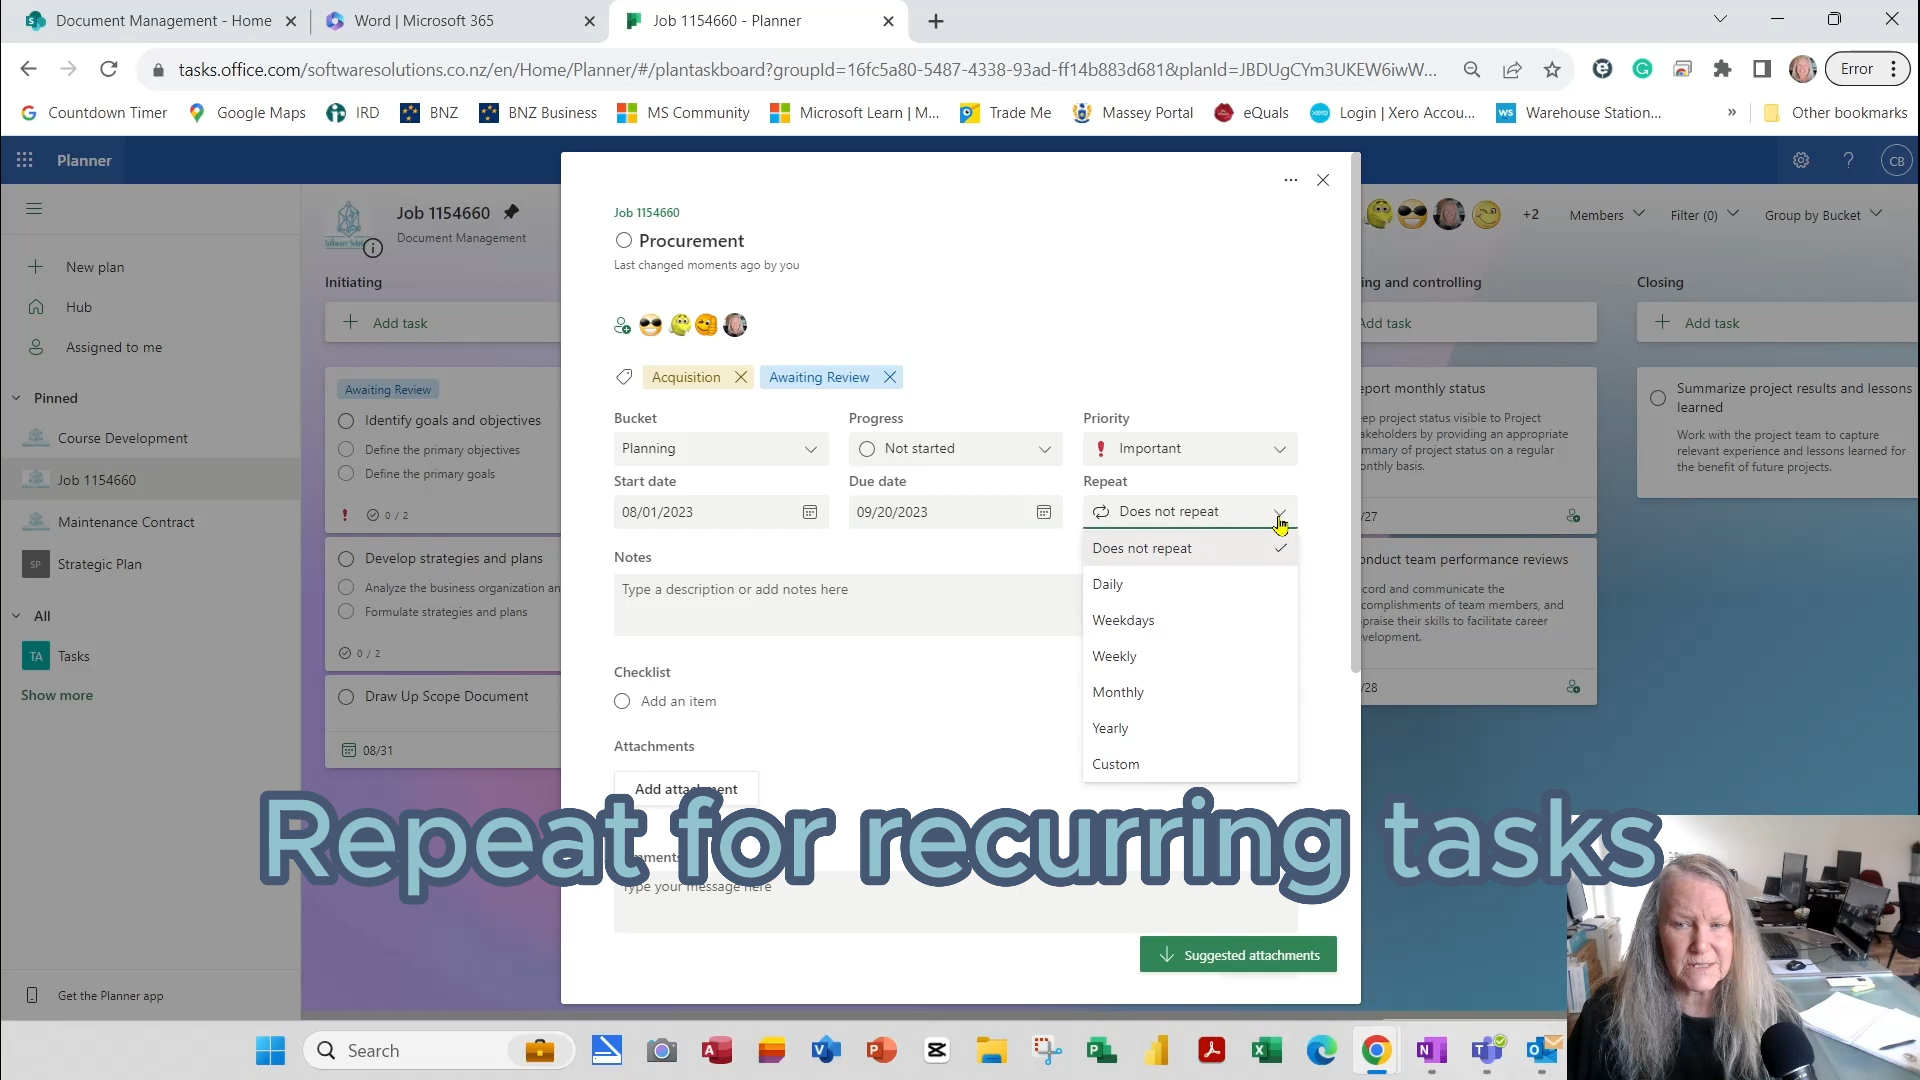 Document Management - Home
Word | Microsoft 365
Job 1154660 - Planner
tasks.office.com/softwaresolutions.co.nz/en/Home/Planner/#/plantaskboard?groupId=16fc5a80-5487-4338-93ad-ff14b883d681&planId=JBDUgCYm3UKEW6iwW...
Error
Countdown Timer
Google Maps
IRD
BNZ
BNZ Business
MS Community
Microsoft Learn | M...
Trade Me
Massey Portal
eQuals
Login | Xero Accou...
Warehouse Station...
»
Other bookmarks
Planner
CB
Job 1154660
Document Management
+2
Members
Filter (0)
Group by Bucket
New plan
Hub
Assigned to me
Pinned
Course Development
Job 1154660
Maintenance Contract
SP Strategic Plan
All
TA Tasks
Show more
Get the Planner app
Initiating
Add task
Awaiting Review
Identify goals and objectives
Define the primary objectives
Define the primary goals
0 / 2
Develop strategies and plans
Analyze the business organization an
Formulate strategies and plans
0 / 2
Draw Up Scope Document
08/31
Job 1154660
Procurement
Last changed moments ago by you
Acquisition
Awaiting Review
Bucket
Progress
Priority
Planning
Not started
Important
Start date
Due date
Repeat
08/01/2023
09/20/2023
Does not repeat
Does not repeat
Daily
Weekdays
Weekly
Monthly
Yearly
Custom
Notes
Type a description or add notes here
Checklist
Add an item
Attachments
Add attachment
Type your message here
Suggested attachments
ing and controlling
Add task
eport monthly status
ep project status visible to Project
akeholders by providing an appropriate
mmary of project status on a regular
onthly basis.
/27
onduct team performance reviews
cord and communicate the
complishments of team members, and
praise their skills to facilitate career
velopment.
/28
Closing
Add task
Summarize project results and lessons
learned
Work with the project team to capture
relevant experience and lessons learned for
the benefit of future projects.
Repeat for recurring tasks
Search